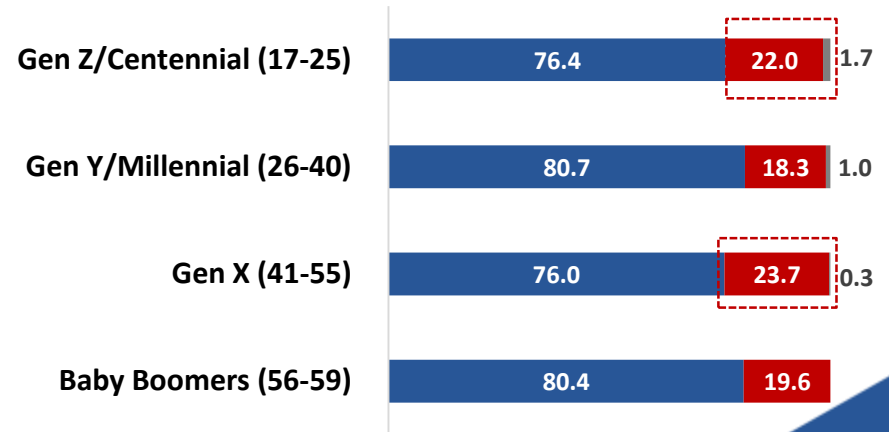 Gen Z/Centennial (17-25) 76.4 22.0 1.7
Gen Y/Millennial (26-40) 80.7 18.3 1.0
Gen X (41-55) 76.0 23.7 0.3
Baby Boomers (56-59) 80.4 19.6